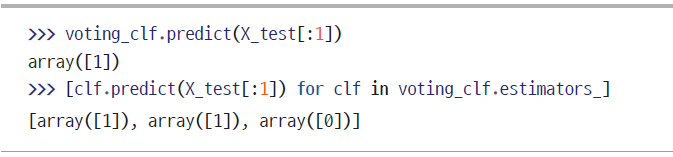 >>> voting_clf.predict(X_test[:1])
array([1])
>>> [clf.predict(X_test[:1]) for clf in voting_clf.estimators_]
[array([1]), array([1]), array([0])]